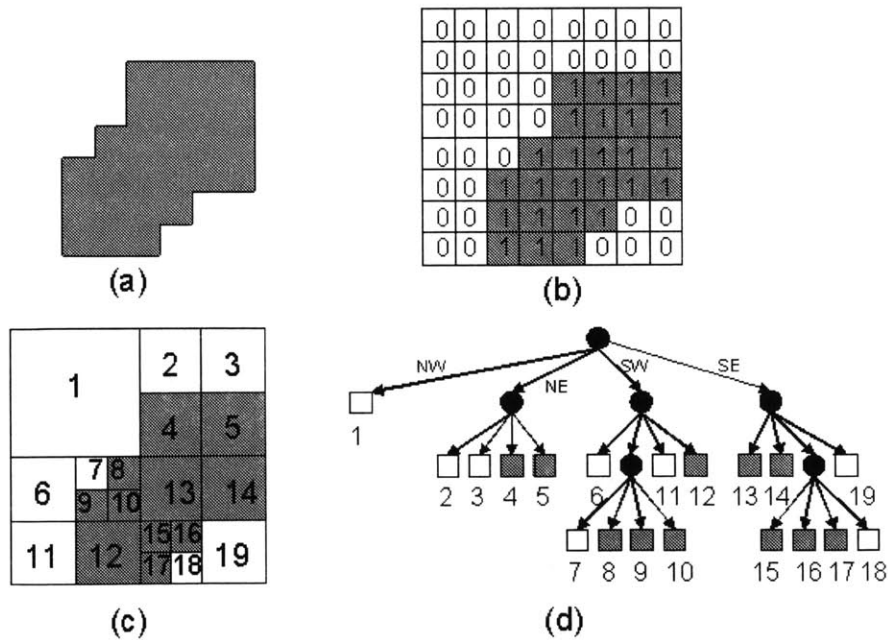 0 0 0 0 0 0 0 0
0 0 0 0 0 0 0 0
0 0 0 0 1 1 1 1
0 0 0 0 1 1 1 1
0 0 0 1 1 1 1 1
0 0 1 1 1 1 1 1
0 0 1 1 1 1 0 0
0 0 1 1 1 0 0 0
(a)
(b)
1 2 3
4 5
6 7 8 13 14
9 10
11 12 15 16 19
17 18
(c)
NW NE SW SE
1
2 3 4 5 6 11 12 13 14 19
7 8 9 10 15 16 17 18
(d)